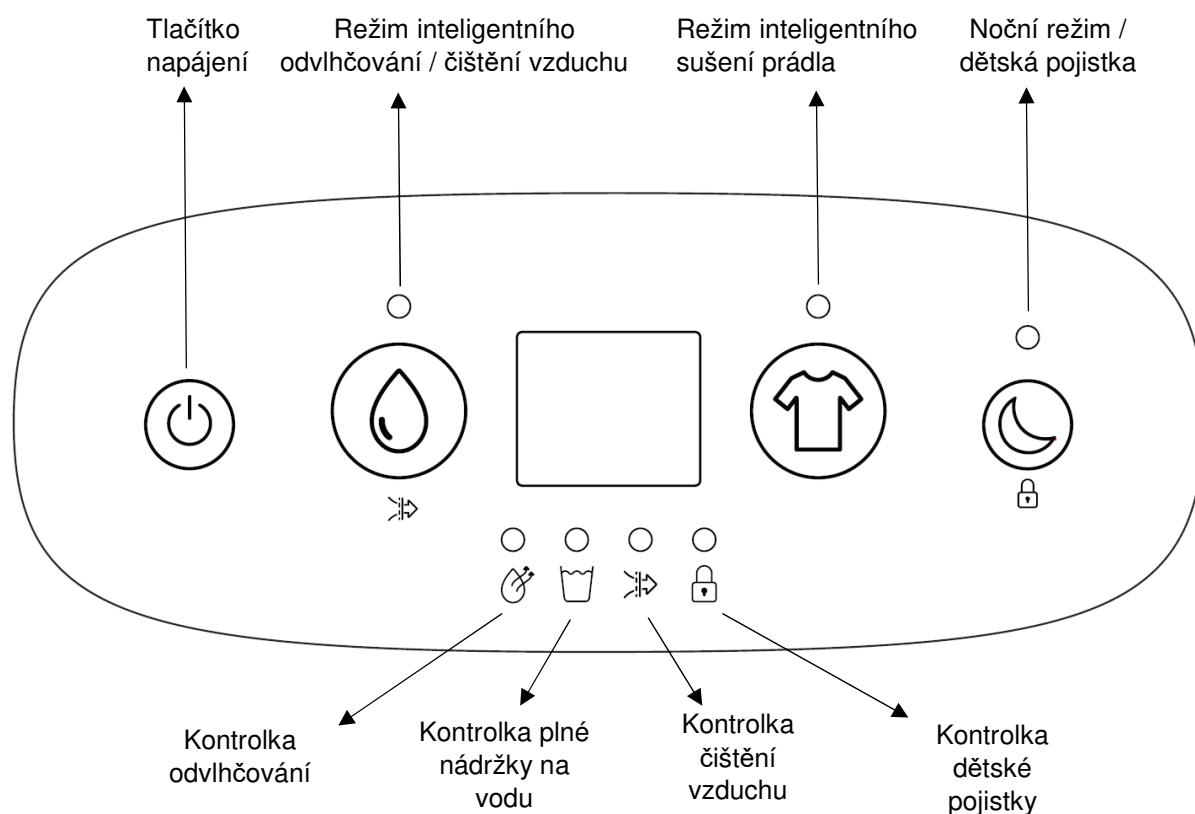 Tlačítko
napájení
Režim inteligentního
odvlhčování / čištění vzduchu
Režim inteligentního
sušení prádla
Noční režim /
dětská pojistka
Kontrolka
odvlhčování
Kontrolka plné
nádržky na
vodu
Kontrolka
čištění
vzduchu
Kontrolka
dětské
pojistky